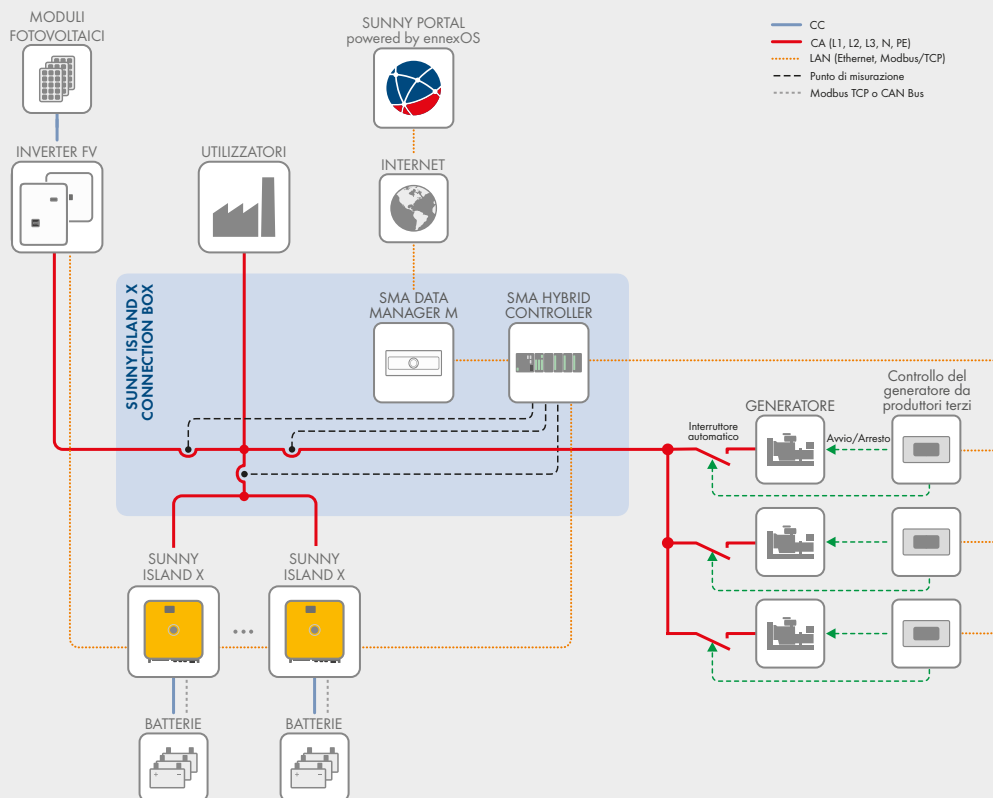 MODULI
FOTOVOLTAICI
SUNNY PORTAL
powered by ennexOS
CC
CA (L1, L2, L3, N, PE)
LAN (Ethernet, Modbus/TCP)
Punto di misurazione
Modbus TCP o CAN Bus
INVERTER FV
UTILIZZATORI
INTERNET
SUNNY ISLAND X
CONNECTION BOX
SMA DATA
MANAGER M
SMA HYBRID
CONTROLLER
Interruttore
automatico
GENERATORE
Avvio/Arresto
Controllo del
generatore da
produttori terzi
SUNNY
ISLAND X
...
SUNNY
ISLAND X
BATTERIE
BATTERIE